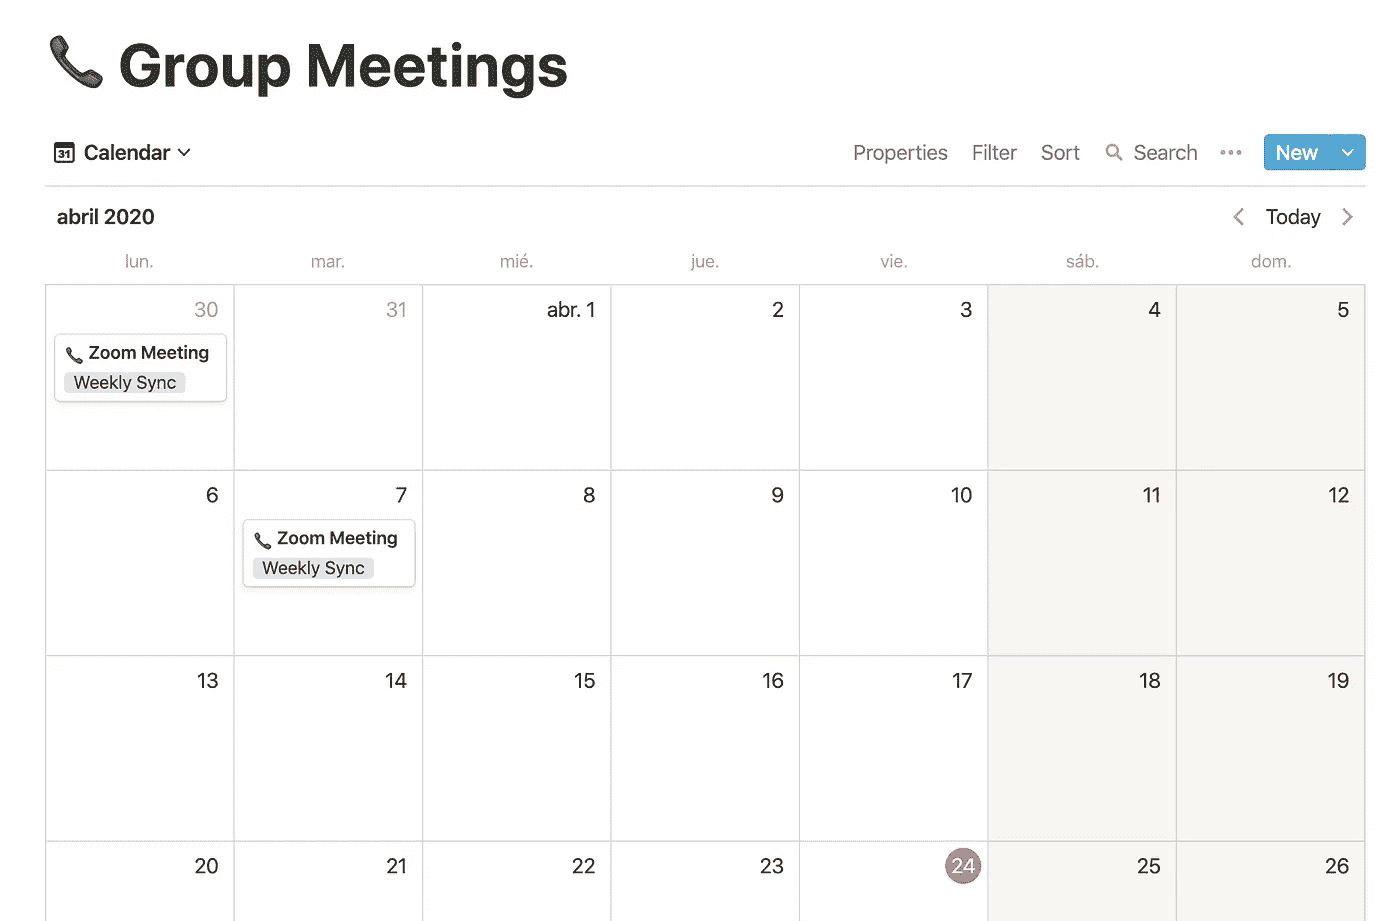 Group Meetings
31 Calendar Properties Filter Sort Search New
abril 2020 Today
lun. mar. mié. jue. vie. sáb. dom.
30 31 abr. 1 2 3 4 5
Zoom Meeting
Weekly Sync
6 7 8 9 10 11 12
Zoom Meeting
Weekly Sync
13 14 15 16 17 18 19
20 21 22 23 24 25 26